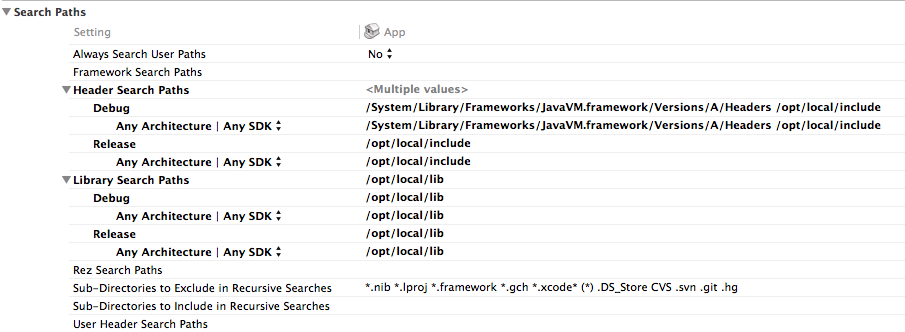 Search Paths
Setting App
Always Search User Paths No
Framework Search Paths
Header Search Paths <Multiple values>
Debug /System/Library/Frameworks/JavaVM.framework/Versions/A/Headers /opt/local/include
Any Architecture | Any SDK /System/Library/Frameworks/JavaVM.framework/Versions/A/Headers /opt/local/include
Release /opt/local/include
Any Architecture | Any SDK /opt/local/include
Library Search Paths /opt/local/lib
Debug /opt/local/lib
Any Architecture | Any SDK /opt/local/lib
Release /opt/local/lib
Any Architecture | Any SDK /opt/local/lib
Rez Search Paths
Sub-Directories to Exclude in Recursive Searches *.nib *.lproj *.framework *.gch *.xcode* (*) .DS_Store CVS .svn .git .hg
Sub-Directories to Include in Recursive Searches
User Header Search Paths